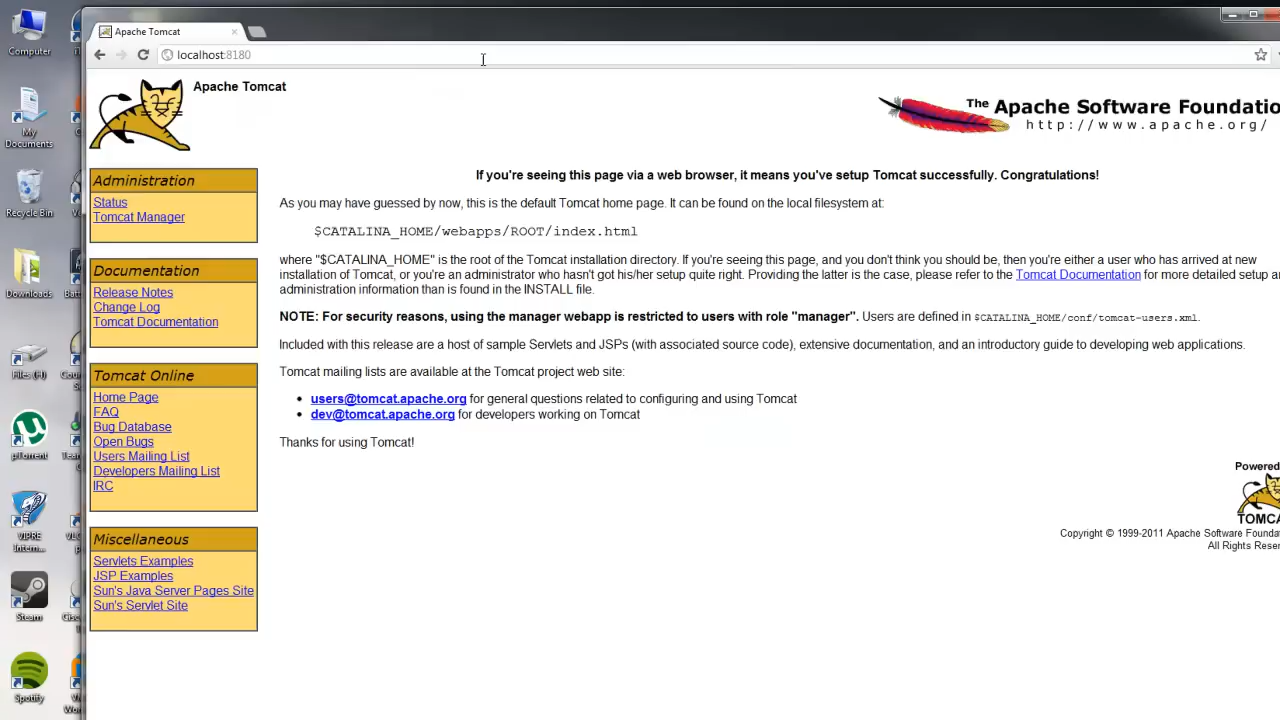 Computer
My
Documents
Recycle Bin
Downloads
Files (H)
µTorrent
VIPRE
Intern...
Steam
Spotify
Apache Tomcat
localhost:8180
Apache Tomcat
The Apache Software Foundatio
http://www.apache.org/
Administration
Status
Tomcat Manager
Documentation
Release Notes
Change Log
Tomcat Documentation
Tomcat Online
Home Page
FAQ
Bug Database
Open Bugs
Users Mailing List
Developers Mailing List
IRC
Miscellaneous
Servlets Examples
JSP Examples
Sun's Java Server Pages Site
Sun's Servlet Site
If you're seeing this page via a web browser, it means you've setup Tomcat successfully. Congratulations!
As you may have guessed by now, this is the default Tomcat home page. It can be found on the local filesystem at:
$CATALINA_HOME/webapps/ROOT/index.html
where "$CATALINA_HOME" is the root of the Tomcat installation directory. If you're seeing this page, and you don't think you should be, then you're either a user who has arrived at new
installation of Tomcat, or you're an administrator who hasn't got his/her setup quite right. Providing the latter is the case, please refer to the Tomcat Documentation for more detailed setup an
administration information than is found in the INSTALL file.
NOTE: For security reasons, using the manager webapp is restricted to users with role "manager". Users are defined in $CATALINA_HOME/conf/tomcat-users.xml.
Included with this release are a host of sample Servlets and JSPs (with associated source code), extensive documentation, and an introductory guide to developing web applications.
Tomcat mailing lists are available at the Tomcat project web site:
users@tomcat.apache.org for general questions related to configuring and using Tomcat
dev@tomcat.apache.org for developers working on Tomcat
Thanks for using Tomcat!
Powered
TOMCA
Copyright © 1999-2011 Apache Software Founda
All Rights Rese